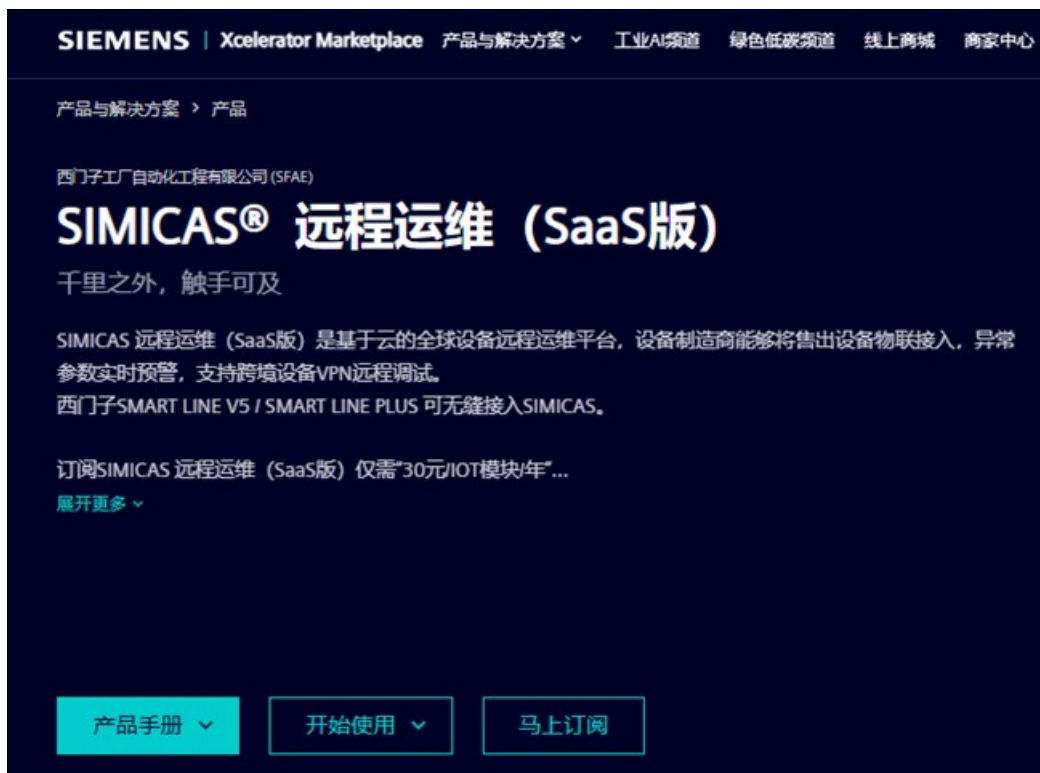 SIEMENS | Xcelerator Marketplace 产品与解决方案 工业AI频道 绿色低碳频道 线上商城 商家中心
产品与解决方案 > 产品
西门子工厂自动化工程有限公司 (SFAE)
SIMICAS® 远程运维（SaaS版）
千里之外，触手可及
SIMICAS 远程运维（SaaS版）是基于云的全球设备远程运维平台，设备制造商能够将售出设备物联接入，异常
参数实时预警，支持跨境设备VPN远程调试。
西门子SMART LINE V5 / SMART LINE PLUS 可无缝接入SIMICAS。
订阅SIMICAS 远程运维（SaaS版）仅需“30元/IOT模块/年”...
展开更多
产品手册 开始使用 马上订阅